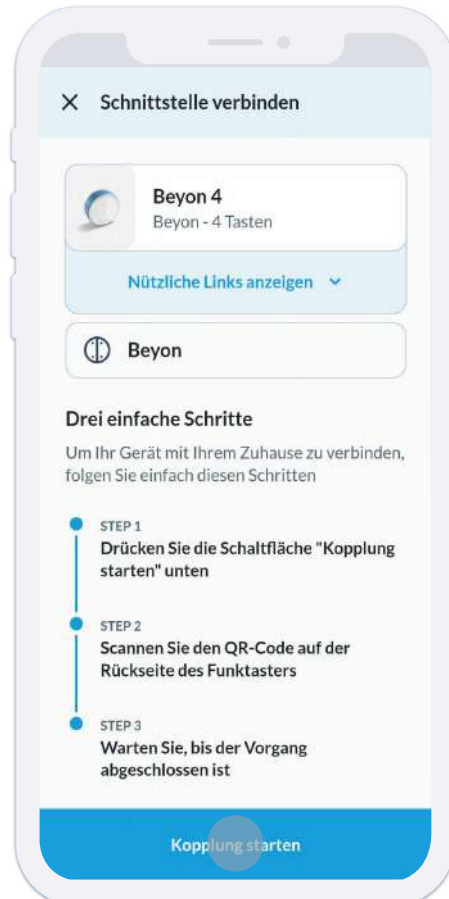 Schnittstelle verbinden
Beyon 4
Beyon - 4 Tasten
Nützliche Links anzeigen
Beyon
Drei einfache Schritte
Um Ihr Gerät mit Ihrem Zuhause zu verbinden,
folgen Sie einfach diesen Schritten
STEP 1
Drücken Sie die Schaltfläche "Kopplung
starten" unten
STEP 2
Scannen Sie den QR-Code auf der
Rückseite des Funktasters
STEP 3
Warten Sie, bis der Vorgang
abgeschlossen ist
Kopplung starten